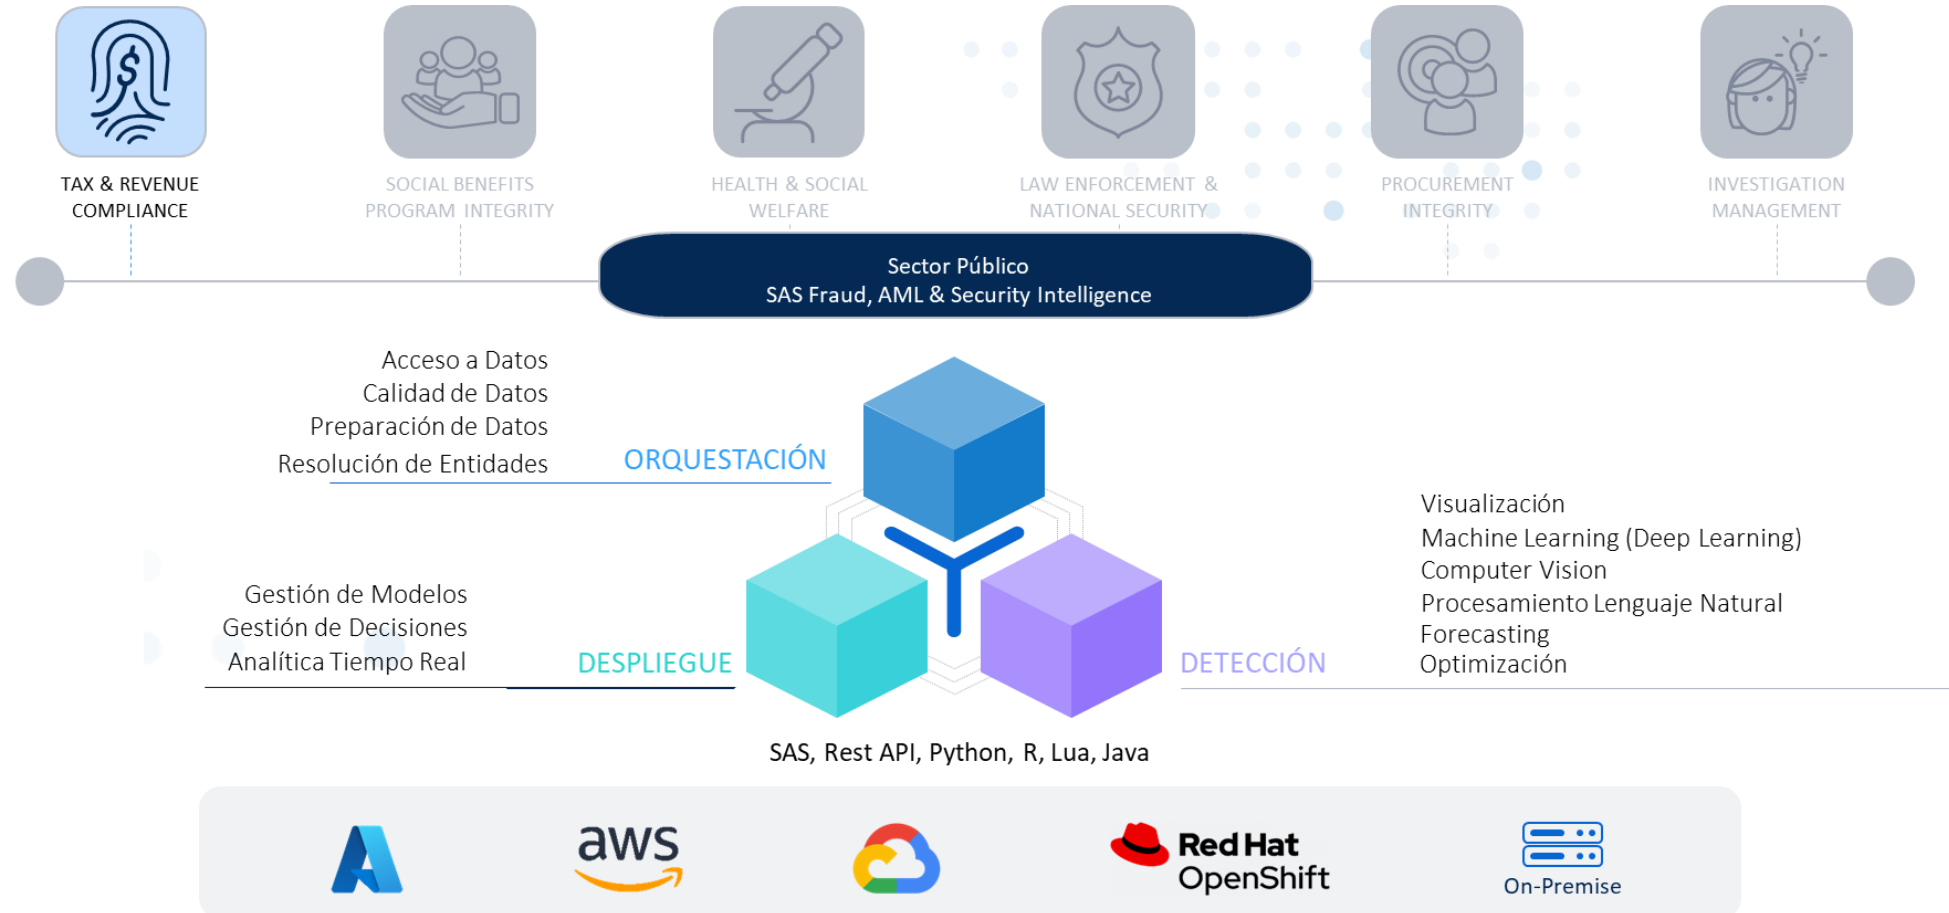 TAX & REVENUE
COMPLIANCE
SOCIAL BENEFITS
PROGRAM INTEGRITY
HEALTH & SOCIAL
WELFARE
LAW ENFORCEMENT &
NATIONAL SECURITY
PROCUREMENT
INTEGRITY
INVESTIGATION
MANAGEMENT
Sector Público
SAS Fraud, AML & Security Intelligence
Acceso a Datos
Calidad de Datos
Preparación de Datos
Resolución de Entidades
ORQUESTACIÓN
Gestión de Modelos
Gestión de Decisiones
Analítica Tiempo Real
DESPLIEGUE
DETECCIÓN
Visualización
Machine Learning (Deep Learning)
Computer Vision
Procesamiento Lenguaje Natural
Forecasting
Optimización
SAS, Rest API, Python, R, Lua, Java
aws
Red Hat
OpenShift
On-Premise